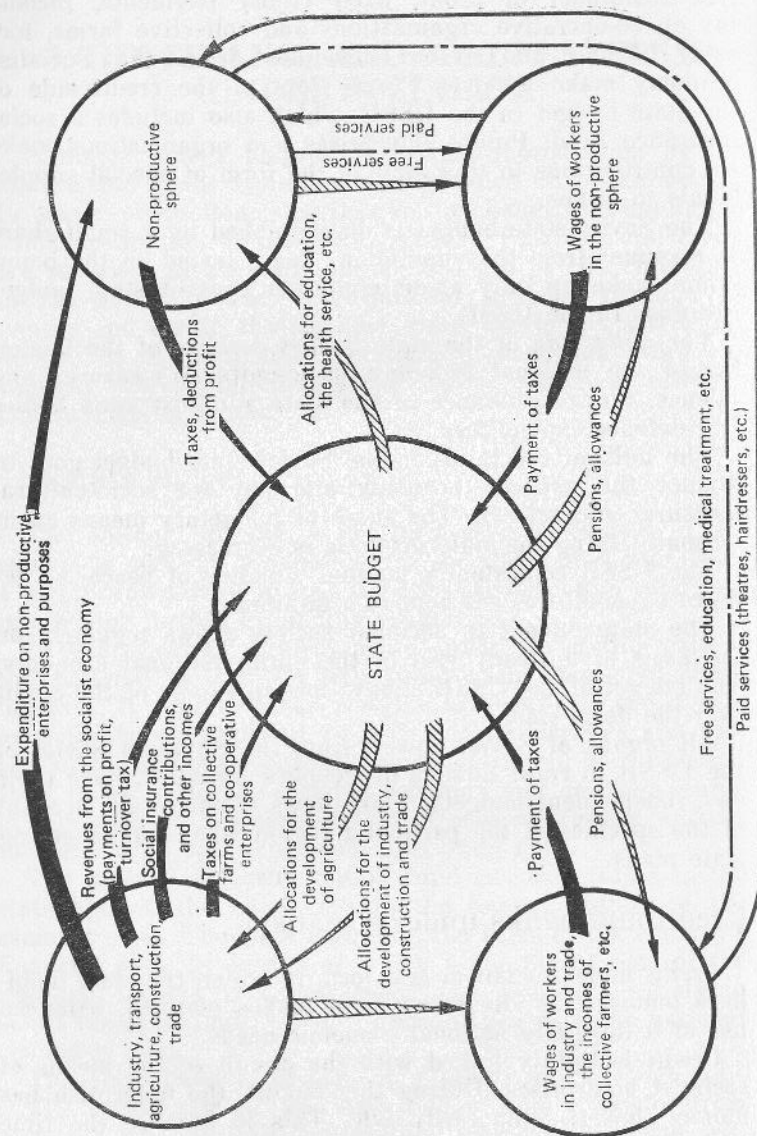 Expenditure on non-productive
enterprises and purposes
Non-productive
sphere
Paid services
Free services
Wages of workers
in the non-productive
sphere
Revenues from the socialist economy
(payments on profit,
turnover tax)
Social insurance
contributions,
and other incomes
Taxes on collective
farms and co-operative
enterprises
Taxes, deductions
from profit
Allocations for education,
the health service, etc.
Payment of taxes
Pensions, allowances
STATE BUDGET
Industry, transport,
agriculture, construction,
trade
Allocations for the
development
of agriculture
Allocations for the
development of industry,
construction and trade
Payment of taxes
Pensions, allowances
Wages of workers
in industry and trade,
the incomes of
collective farmers, etc.
Free services, education, medical treatment, etc.
Paid services (theatres, hairdressers, etc.)